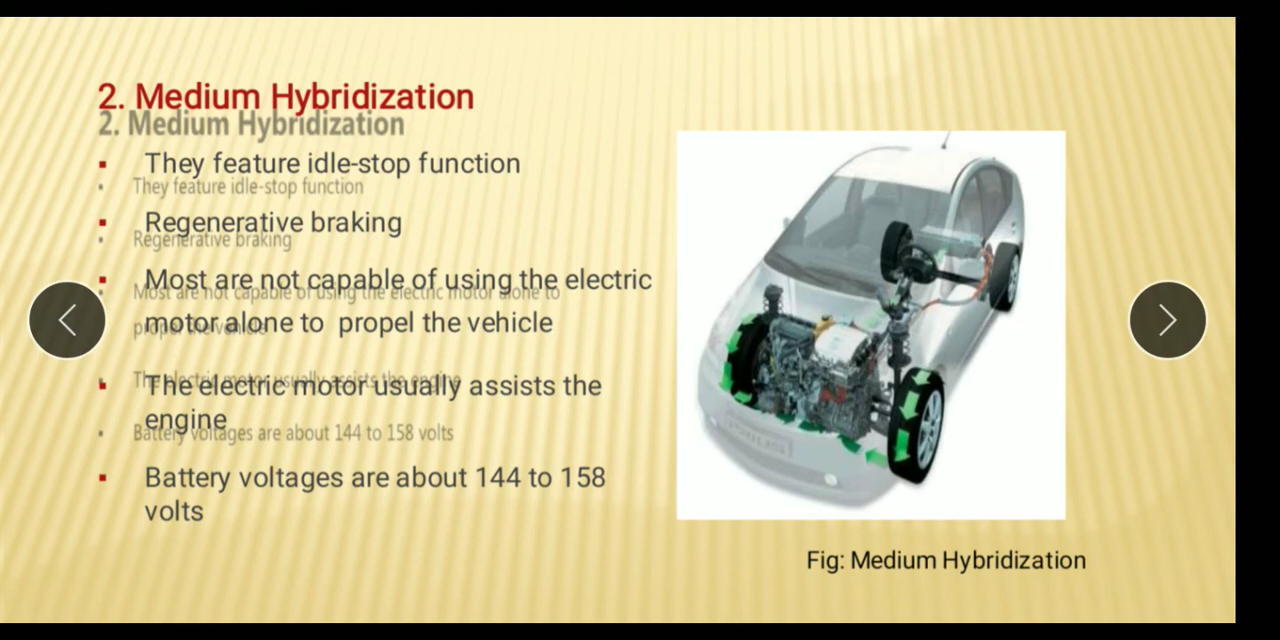 2. Medium Hybridization
2. Medium Hybridization
They feature idle-stop function
They feature idle-stop function
Regenerative braking
Regenerative braking
Most are not capable of using the electric
Most are not capable of using the electric motor alone to
motor alone to propel the vehicle
propel the vehicle
The electric motor usually assists the engine
The electric motor usually assists the
engine
Battery voltages are about 144 to 158 volts
Battery voltages are about 144 to 158
volts
PRIUS
Fig: Medium Hybridization